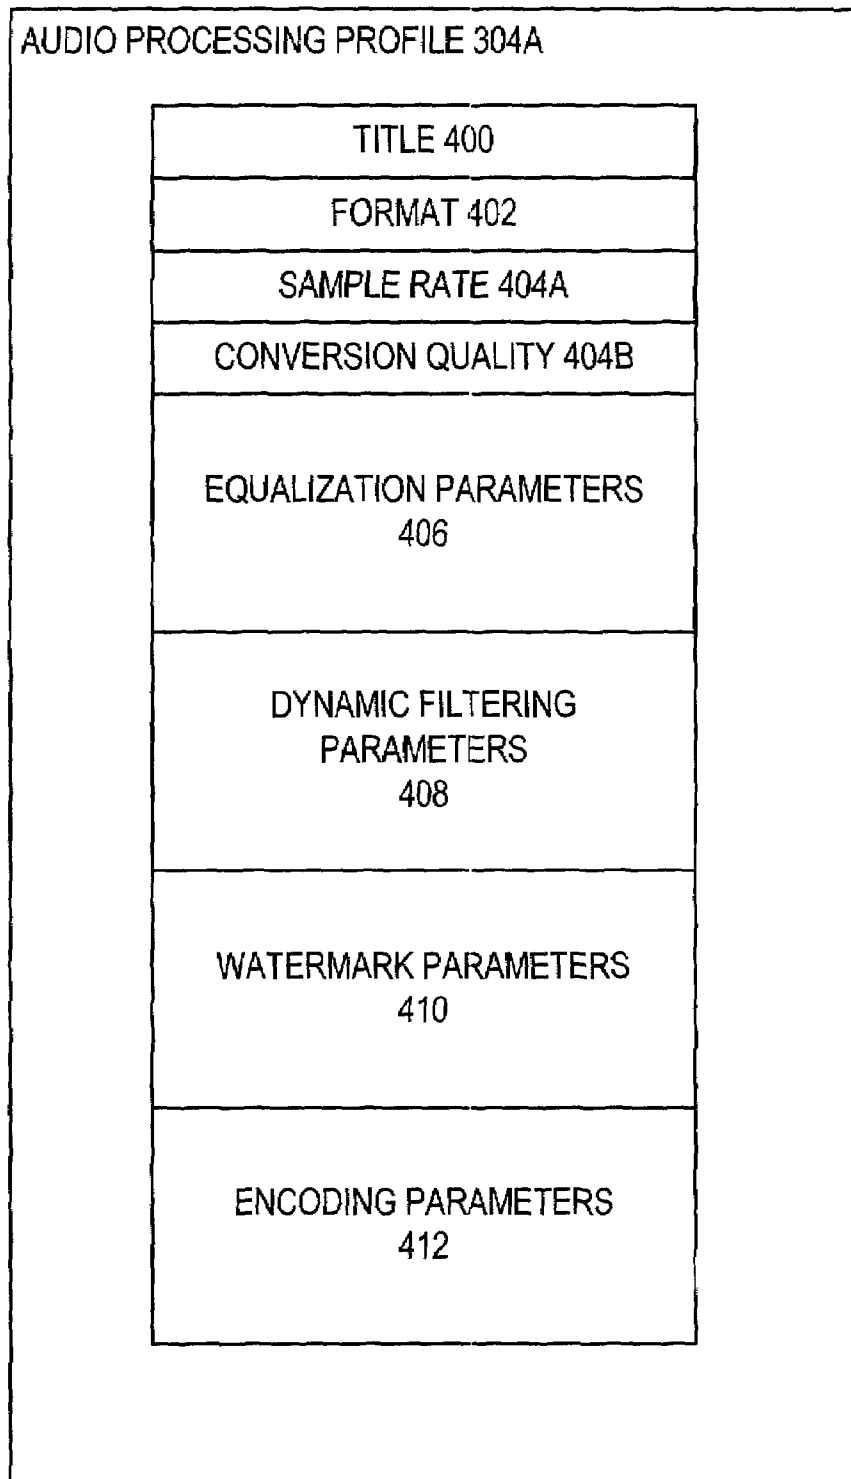 AUDIO PROCESSING PROFILE 304A
TITLE 400
FORMAT 402
SAMPLE RATE 404A
CONVERSION QUALITY 404B
EQUALIZATION PARAMETERS
406
DYNAMIC FILTERING
PARAMETERS
408
WATERMARK PARAMETERS
410
ENCODING PARAMETERS
412